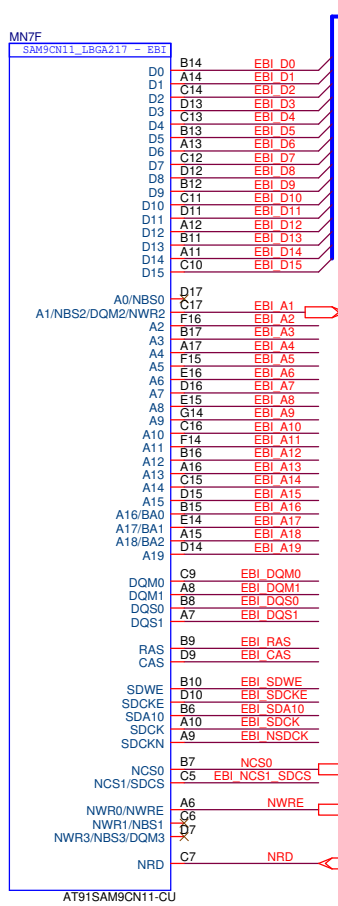 MN7F
SAM9CN11_LBGA217 - EBI
D0 B14 EBI_D0
D1 A14 EBI_D1
D2 C14 EBI_D2
D3 D13 EBI_D3
D4 C13 EBI_D4
D5 B13 EBI_D5
D6 A13 EBI_D6
D7 C12 EBI_D7
D8 D12 EBI_D8
D9 B12 EBI_D9
D10 C11 EBI_D10
D11 D11 EBI_D11
D12 A12 EBI_D12
D13 B11 EBI_D13
D14 A11 EBI_D14
D15 C10 EBI_D15
A0/NBS0 D17
A1/NBS2/DQM2/NWR2 C17 EBI_A1
A2 F16 EBI_A2
A3 B17 EBI_A3
A4 A17 EBI_A4
A5 F15 EBI_A5
A6 E16 EBI_A6
A7 D16 EBI_A7
A8 E15 EBI_A8
A9 G14 EBI_A9
A10 C16 EBI_A10
A11 F14 EBI_A11
A12 B16 EBI_A12
A13 A16 EBI_A13
A14 C15 EBI_A14
A15 D15 EBI_A15
A16/BA0 B15 EBI_A16
A17/BA1 E14 EBI_A17
A18/BA2 A15 EBI_A18
A19 D14 EBI_A19
DQM0 C9 EBI_DQM0
DQM1 A8 EBI_DQM1
DQS0 B8 EBI_DQS0
DQS1 A7 EBI_DQS1
RAS B9 EBI_RAS
CAS D9 EBI_CAS
SDWE B10 EBI_SDWE
SDCKE D10 EBI_SDCKE
SDA10 B6 EBI_SDA10
SDCK A10 EBI_SDCK
SDCKN A9 EBI_NSDCK
NCS0 B7 NCS0
NCS1/SDCS C5 EBI_NCS1_SDCS
NWR0/NWRE A6 NWRE
NWR1/NBS1 C6
NWR3/NBS3/DQM3 D7
NRD C7 NRD
AT91SAM9CN11-CU